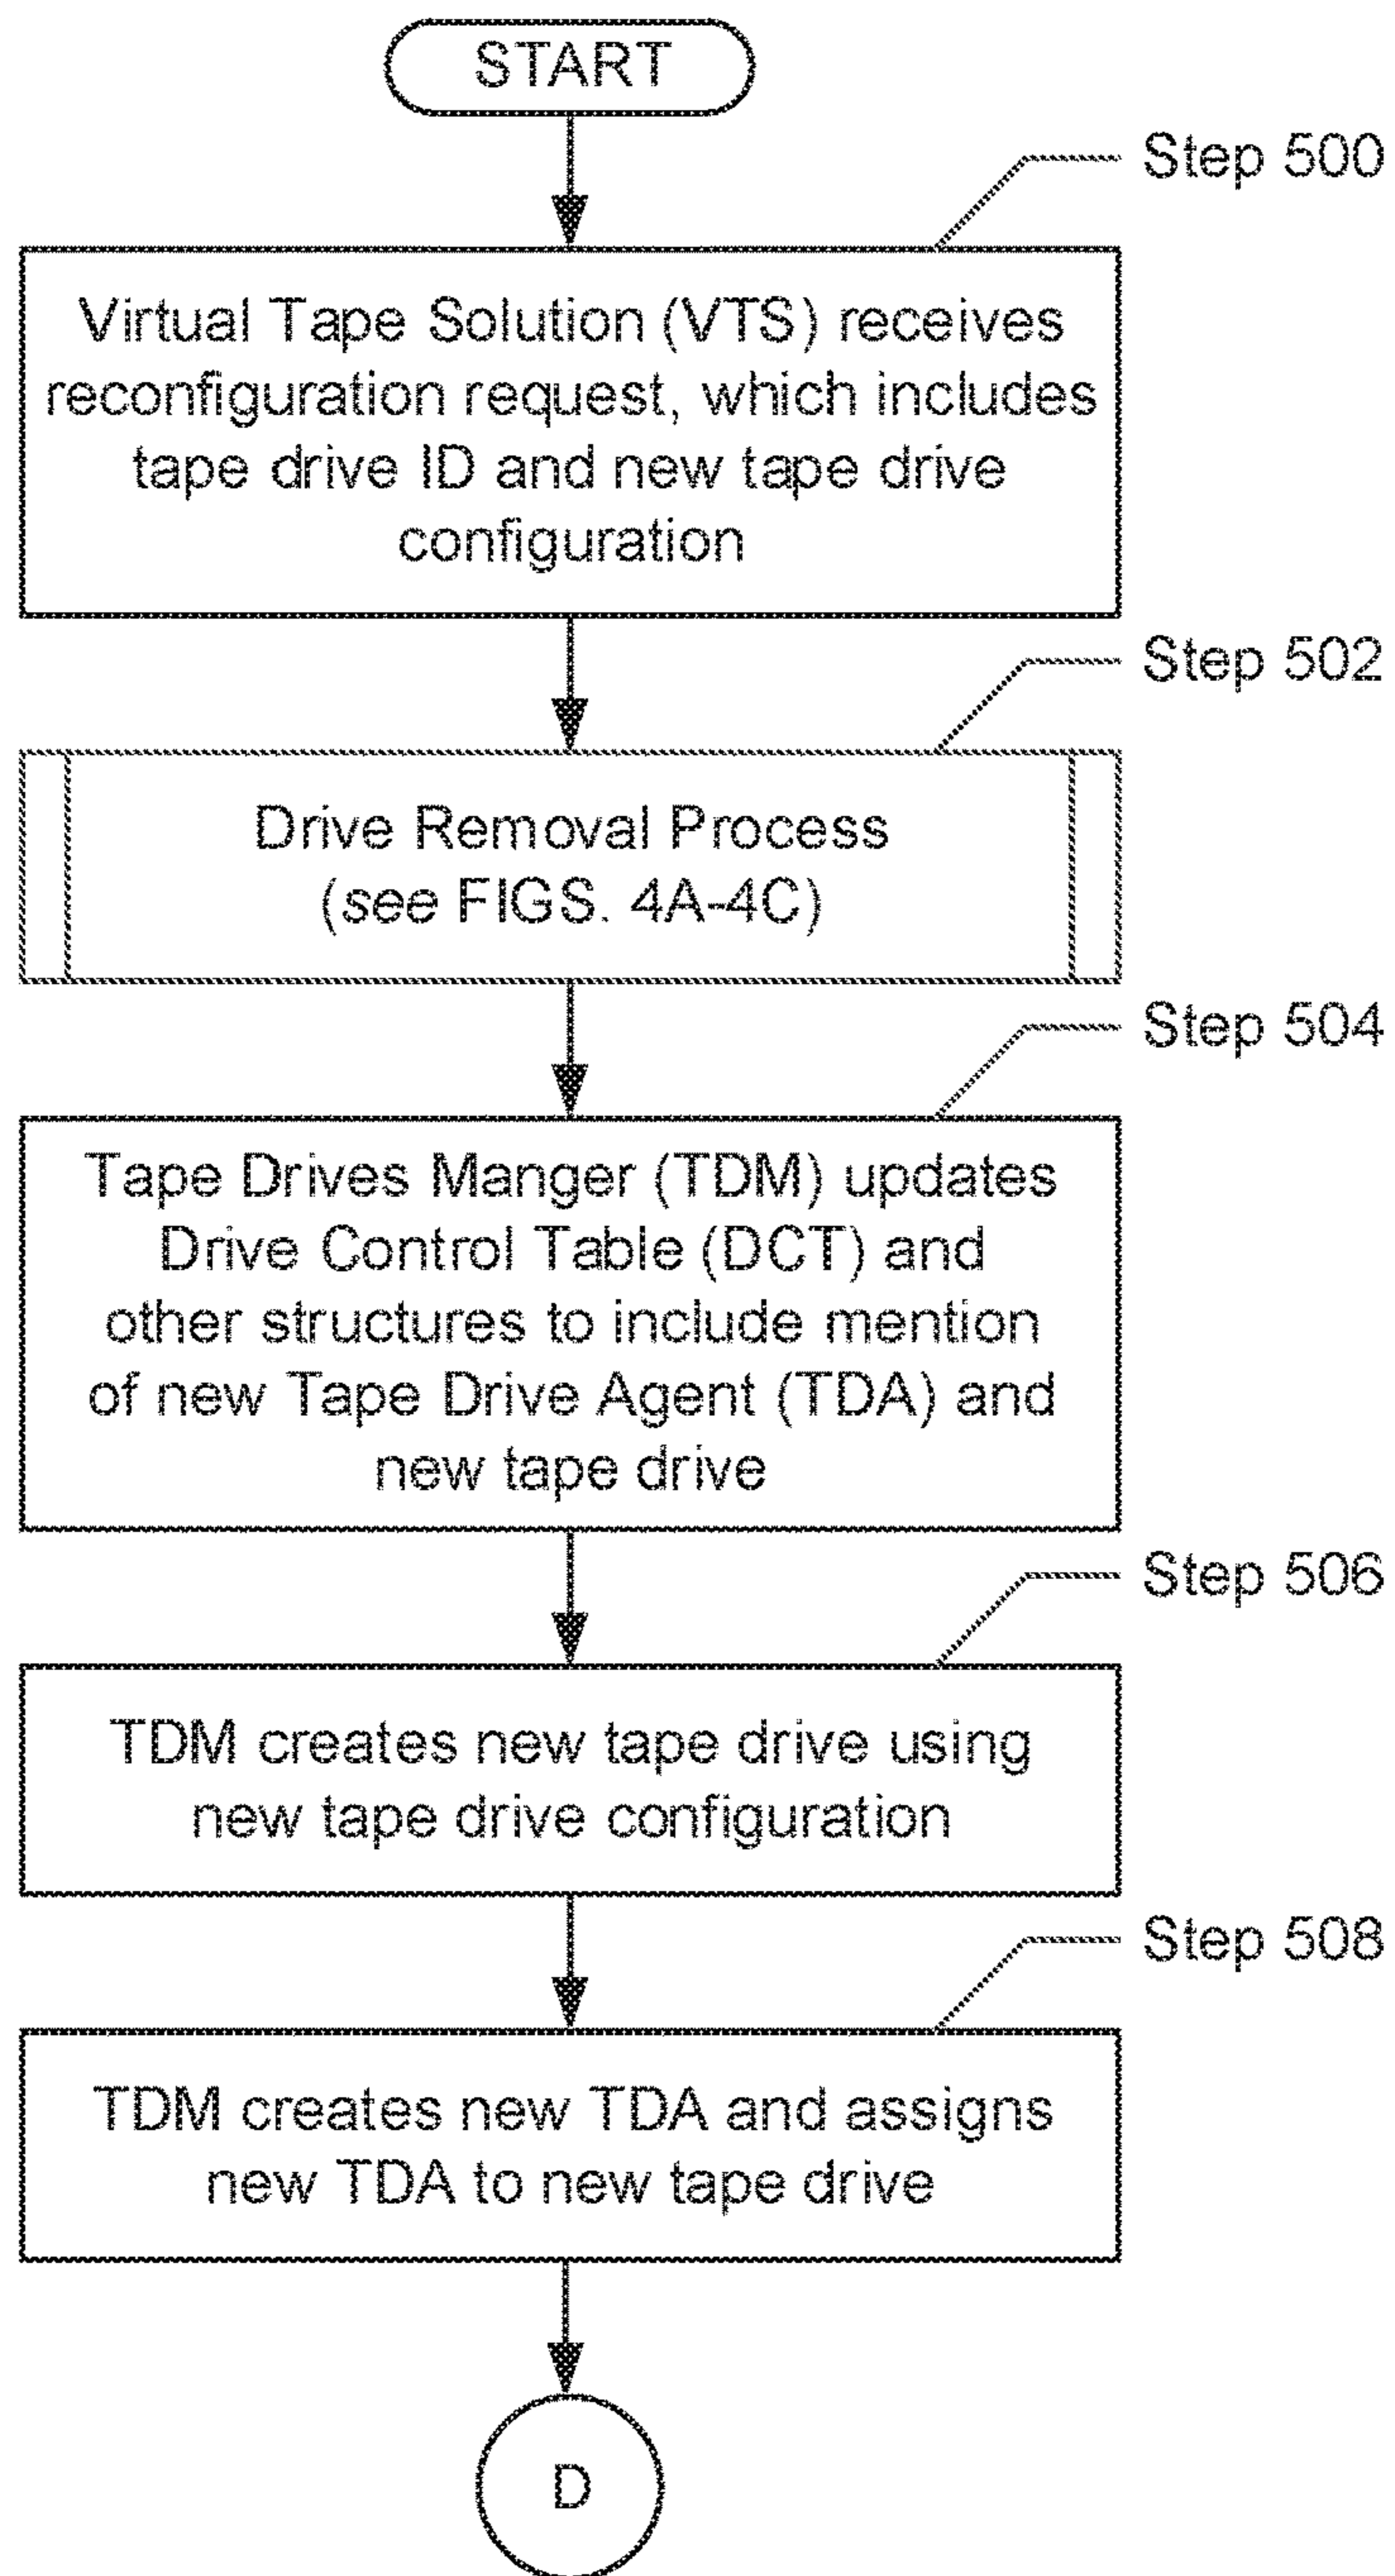 START
Step 500
Virtual Tape Solution (VTS) receives
reconfiguration request, which includes
tape drive ID and new tape drive
configuration
Step 502
Drive Removal Process
(see FIGS. 4A-4C)
Step 504
Tape Drives Manger (TDM) updates
Drive Control Table (DCT) and
other structures to include mention
of new Tape Drive Agent (TDA) and
new tape drive
Step 506
TDM creates new tape drive using
new tape drive configuration
Step 508
TDM creates new TDA and assigns
new TDA to new tape drive
D